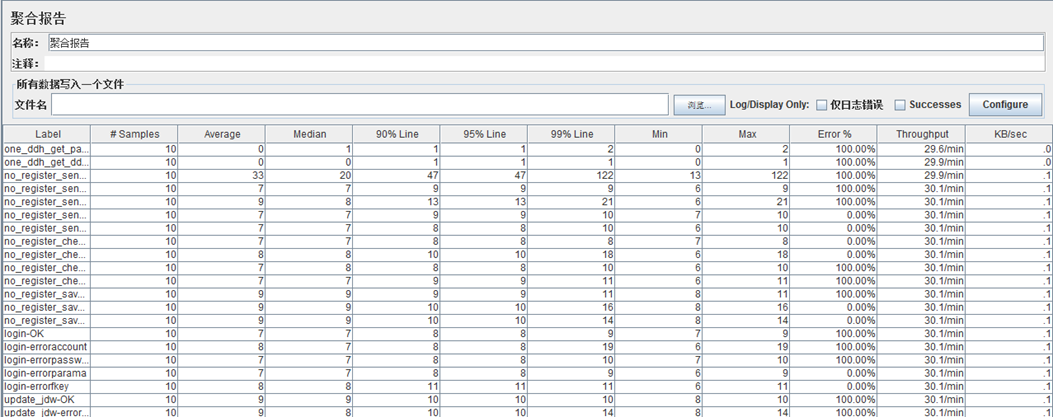 聚合报告
名称： 聚合报告
注释：
所有数据写入一个文件
文件名 浏览... Log/Display Only: 仅日志错误 Successes Configure
Label # Samples Average Median 90% Line 95% Line 99% Line Min Max Error % Throughput KB/sec
one_ddh_get_pa... 10 0 1 1 1 2 0 2 100.00% 29.6/min .0
one_ddh_get_dd... 10 0 0 1 1 1 0 1 100.00% 29.9/min .0
no_register_sen... 10 33 20 47 47 122 13 122 100.00% 29.9/min .1
no_register_sen... 10 7 7 9 9 9 6 9 100.00% 30.1/min .1
no_register_sen... 10 9 8 13 13 21 6 21 100.00% 30.1/min .1
no_register_sen... 10 7 7 9 9 10 7 10 0.00% 30.1/min .1
no_register_sen... 10 7 7 8 8 10 6 10 0.00% 30.1/min .1
no_register_che... 10 7 7 8 8 8 7 8 0.00% 30.1/min .1
no_register_che... 10 8 8 10 10 18 6 18 0.00% 30.1/min .1
no_register_che... 10 7 8 8 8 10 6 10 100.00% 30.1/min .1
no_register_che... 10 7 7 9 9 11 6 11 100.00% 30.1/min .1
no_register_sav... 10 9 9 9 9 11 8 11 100.00% 30.1/min .1
no_register_sav... 10 9 9 10 10 16 8 16 0.00% 30.1/min .1
no_register_sav... 10 9 9 10 10 14 8 14 0.00% 30.1/min .1
login-OK 10 7 7 8 8 9 7 9 100.00% 30.1/min .1
login-erroraccount 10 8 7 8 8 19 6 19 100.00% 30.1/min .1
login-errorpassw... 10 7 7 8 8 10 7 10 100.00% 30.1/min .1
login-errorparama 10 7 7 8 8 9 6 9 0.00% 30.1/min .1
login-errorfkey 10 8 8 11 11 11 6 11 0.00% 30.1/min .1
update_jdw-OK 10 9 9 10 10 10 8 10 100.00% 30.1/min .1
update_jdw-error... 10 9 8 10 10 14 8 14 100.00% 30.1/min .1